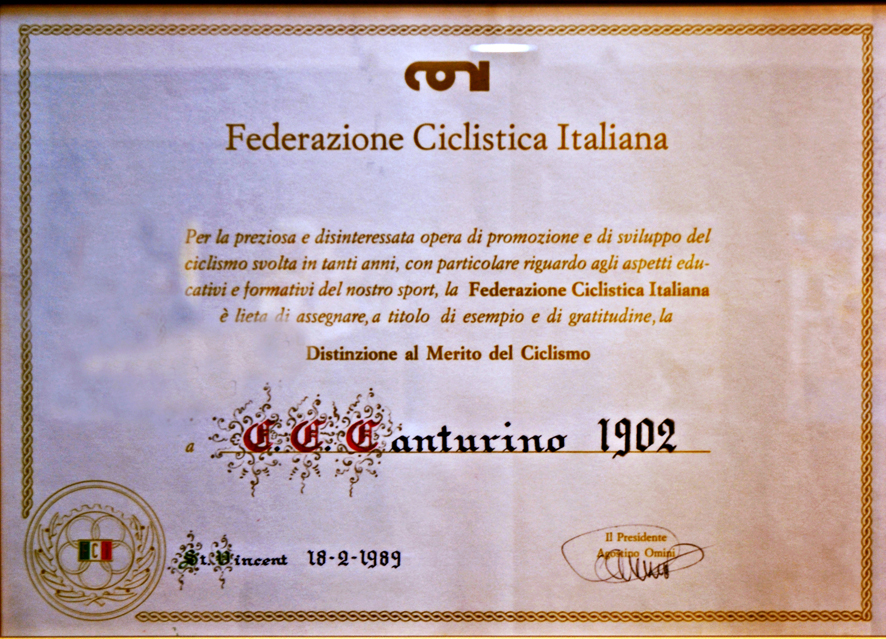 Federazione Ciclistica Italiana
Per la preziosa e disinteressata opera di promozione e di sviluppo del
ciclismo svolta in tanti anni, con particolare riguardo agli aspetti edu-
cativi e formativi del nostro sport, la Federazione Ciclistica Italiana
è lieta di assegnare, a titolo di esempio e di gratitudine, la
Distinzione al Merito del Ciclismo
a C. C. Canturino 1902
FCI
St. Vincent 18-2-1989
Il Presidente
Agostino Omini